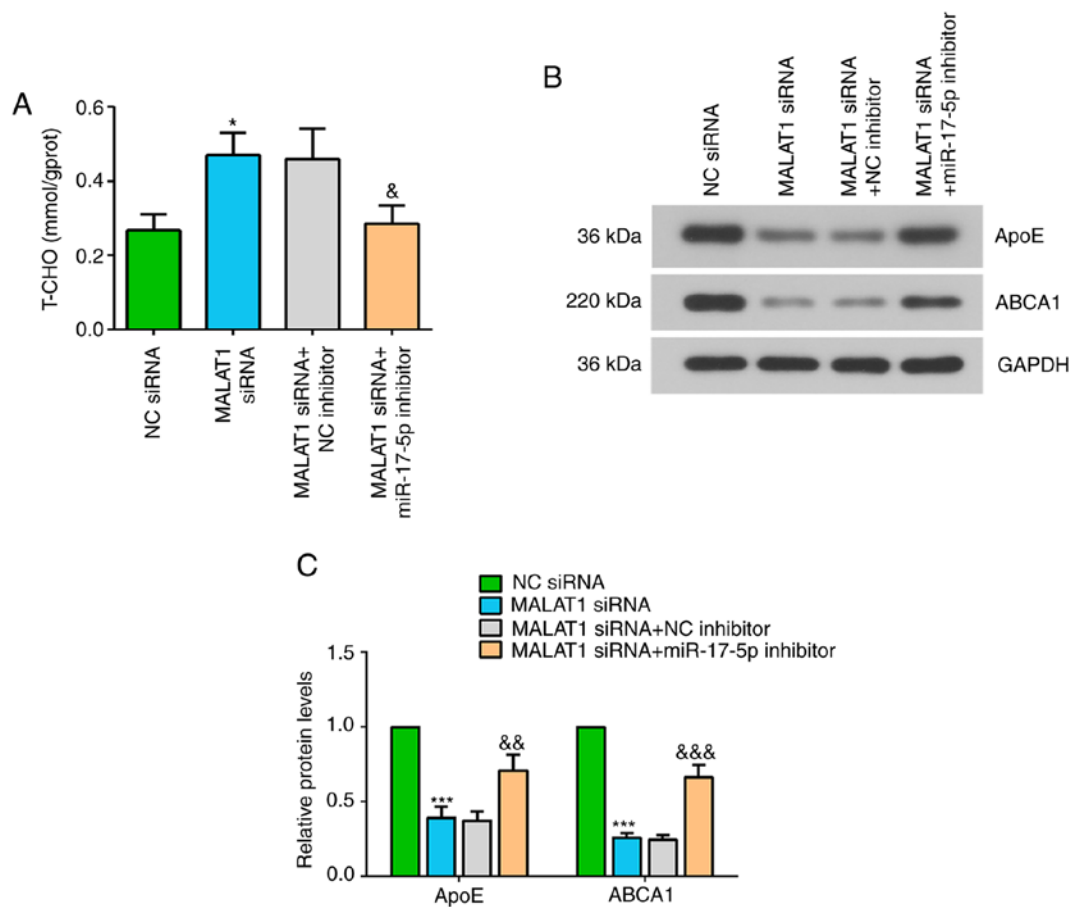 A
T-CHO (mmol/gprot)
0.6
0.4
0.2
0.0
*
&
NC siRNA
MALAT1
siRNA
MALAT1 siRNA+
NC inhibitor
MALAT1 siRNA+
miR-17-5p inhibitor
B
NC siRNA
MALAT1 siRNA
MALAT1 siRNA
+NC inhibitor
MALAT1 siRNA
+miR-17-5p inhibitor
36 kDa
ApoE
220 kDa
ABCA1
36 kDa
GAPDH
C
NC siRNA
MALAT1 siRNA
MALAT1 siRNA+NC inhibitor
MALAT1 siRNA+miR-17-5p inhibitor
Relative protein levels
1.5
1.0
0.5
0.0
***
&&
***
&&&
ApoE
ABCA1